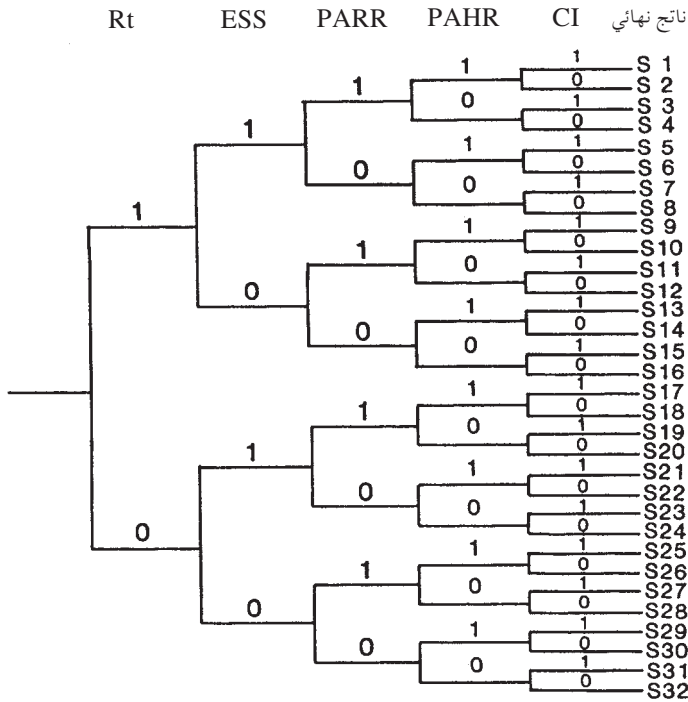 Rt ESS PARR PAHR CI ناتج نهائي
1 S 1
1 0 S 2
1 0 1 S 3
0 S 4
1 1 1 S 5
0 S 6
0 0 1 S 7
0 S 8
1 1 1 S 9
1 0 S10
0 0 1 S11
0 S12
0 1 1 S13
0 S14
0 1 S15
0 S16
1 1 S17
1 0 S18
0 1 S19
1 0 S20
1 1 S21
0 0 S22
0 1 S23
0 0 S24
1 1 S25
1 0 S26
0 1 S27
0 0 S28
1 1 S29
0 0 S30
0 1 S31
0 S32